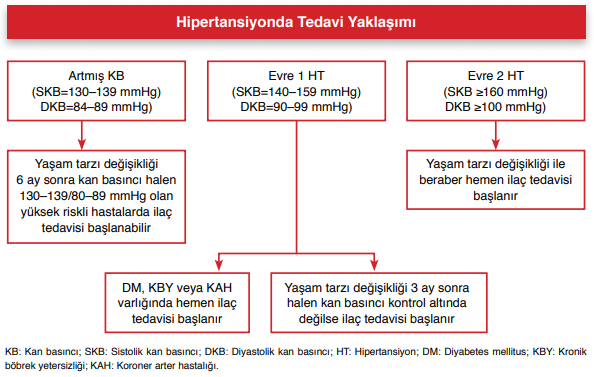 Hipertansiyonda Tedavi Yaklaşımı
Artmış KB
(SKB=130–139 mmHg)
DKB=84–89 mmHg)
Evre 1 HT
(SKB=140–159 mmHg)
DKB=90–99 mmHg)
Evre 2 HT
(SKB ≥160 mmHg)
DKB ≥100 mmHg)
Yaşam tarzı değişikliği
6 ay sonra kan basıncı halen
130–139/80–89 mmHg olan
yüksek riskli hastalarda ilaç
tedavisi başlanabilir
Yaşam tarzı değişikliği ile
beraber hemen ilaç tedavisi
başlanır
DM, KBY veya KAH
varlığında hemen ilaç
tedavisi başlanır
Yaşam tarzı değişikliği 3 ay sonra
halen kan basıncı kontrol altında
değilse ilaç tedavisi başlanır
KB: Kan basıncı; SKB: Sistolik kan basıncı; DKB: Diyastolik kan basıncı; HT: Hipertansiyon; DM: Diyabetes mellitus; KBY: Kronik
böbrek yetersizliği; KAH: Koroner arter hastalığı.